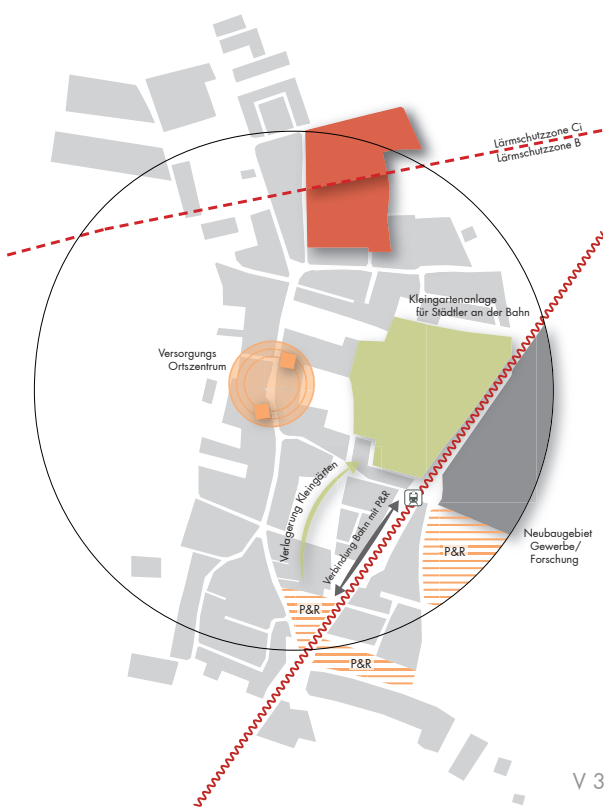 Lärmschutzzone Ci
Lärmschutzzone B
Kleingartenanlage
für Städtler an der Bahn
Versorgungs
Ortszentrum
Verlagerung Kleingärten
Verbindung Bahn mit P&R
Neubaugebiet
Gewerbe/
Forschung
P&R
P&R
P&R
V 3